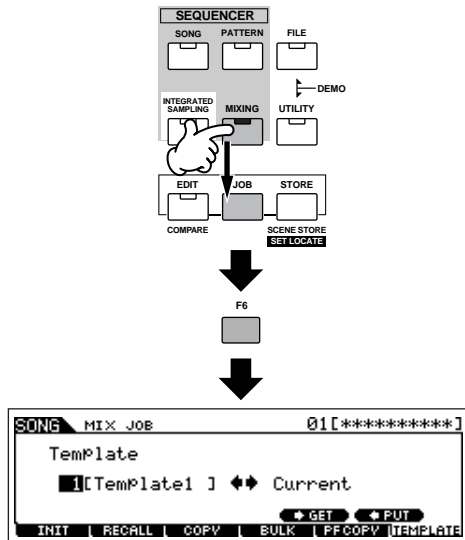 SEQUENCER
SONG PATTERN FILE
DEMO
INTEGRATED SAMPLING MIXING UTILITY
EDIT JOB STORE
COMPARE SCENE STORE
SET LOCATE
F6
SONG MIX JOB 01[**********]
Template
1[Template1 ] Current
GET PUT
INIT RECALL COPY BULK PFCOPY TEMPLATE